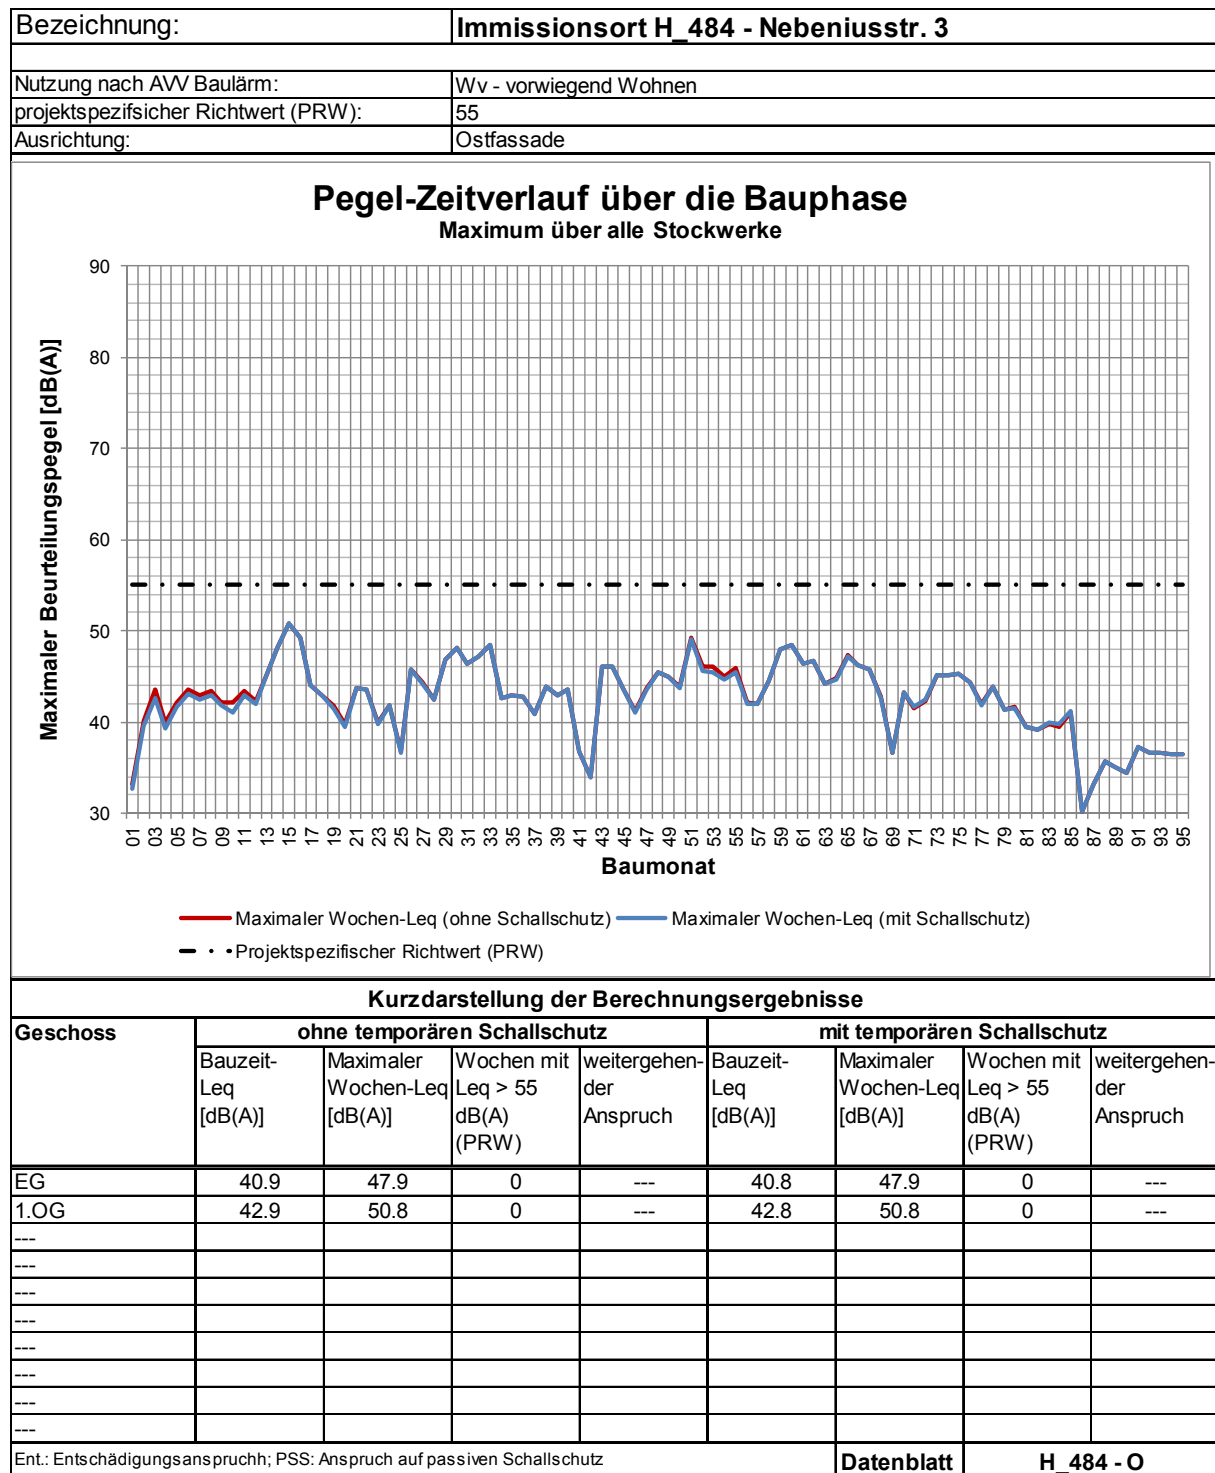 Bezeichnung: Immissionsort H_484 - Nebeniusstr. 3
Nutzung nach AVV Baulärm: Wv - vorwiegend Wohnen
projektspezifsicher Richtwert (PRW): 55
Ausrichtung: Ostfassade
Pegel-Zeitverlauf über die Bauphase
Maximum über alle Stockwerke
Maximaler Beurteilungspegel [dB(A)]
90
80
70
60
50
40
30
01 03 05 07 09 11 13 15 17 19 21 23 25 27 29 31 33 35 37 39 41 43 45 47 49 51 53 55 57 59 61 63 65 67 69 71 73 75 77 79 81 83 85 87 89 91 93 95
Baumonat
Maximaler Wochen-Leq (ohne Schallschutz) Maximaler Wochen-Leq (mit Schallschutz)
Projektspezifischer Richtwert (PRW)
Kurzdarstellung der Berechnungsergebnisse
Geschoss ohne temporären Schallschutz mit temporären Schallschutz
Bauzeit- Maximaler Wochen mit weitergehen- Bauzeit- Maximaler Wochen mit weitergehen-
Leq Wochen-Leq Leq > 55 der Leq Wochen-Leq Leq > 55 der
[dB(A)] [dB(A)] dB(A) Anspruch [dB(A)] [dB(A)] dB(A) Anspruch
(PRW) (PRW)
EG 40.9 47.9 0 --- 40.8 47.9 0 ---
1.OG 42.9 50.8 0 --- 42.8 50.8 0 ---
---
---
---
---
---
---
---
---
Ent.: Entschädigungsanspruchh; PSS: Anspruch auf passiven Schallschutz Datenblatt H_484 - O